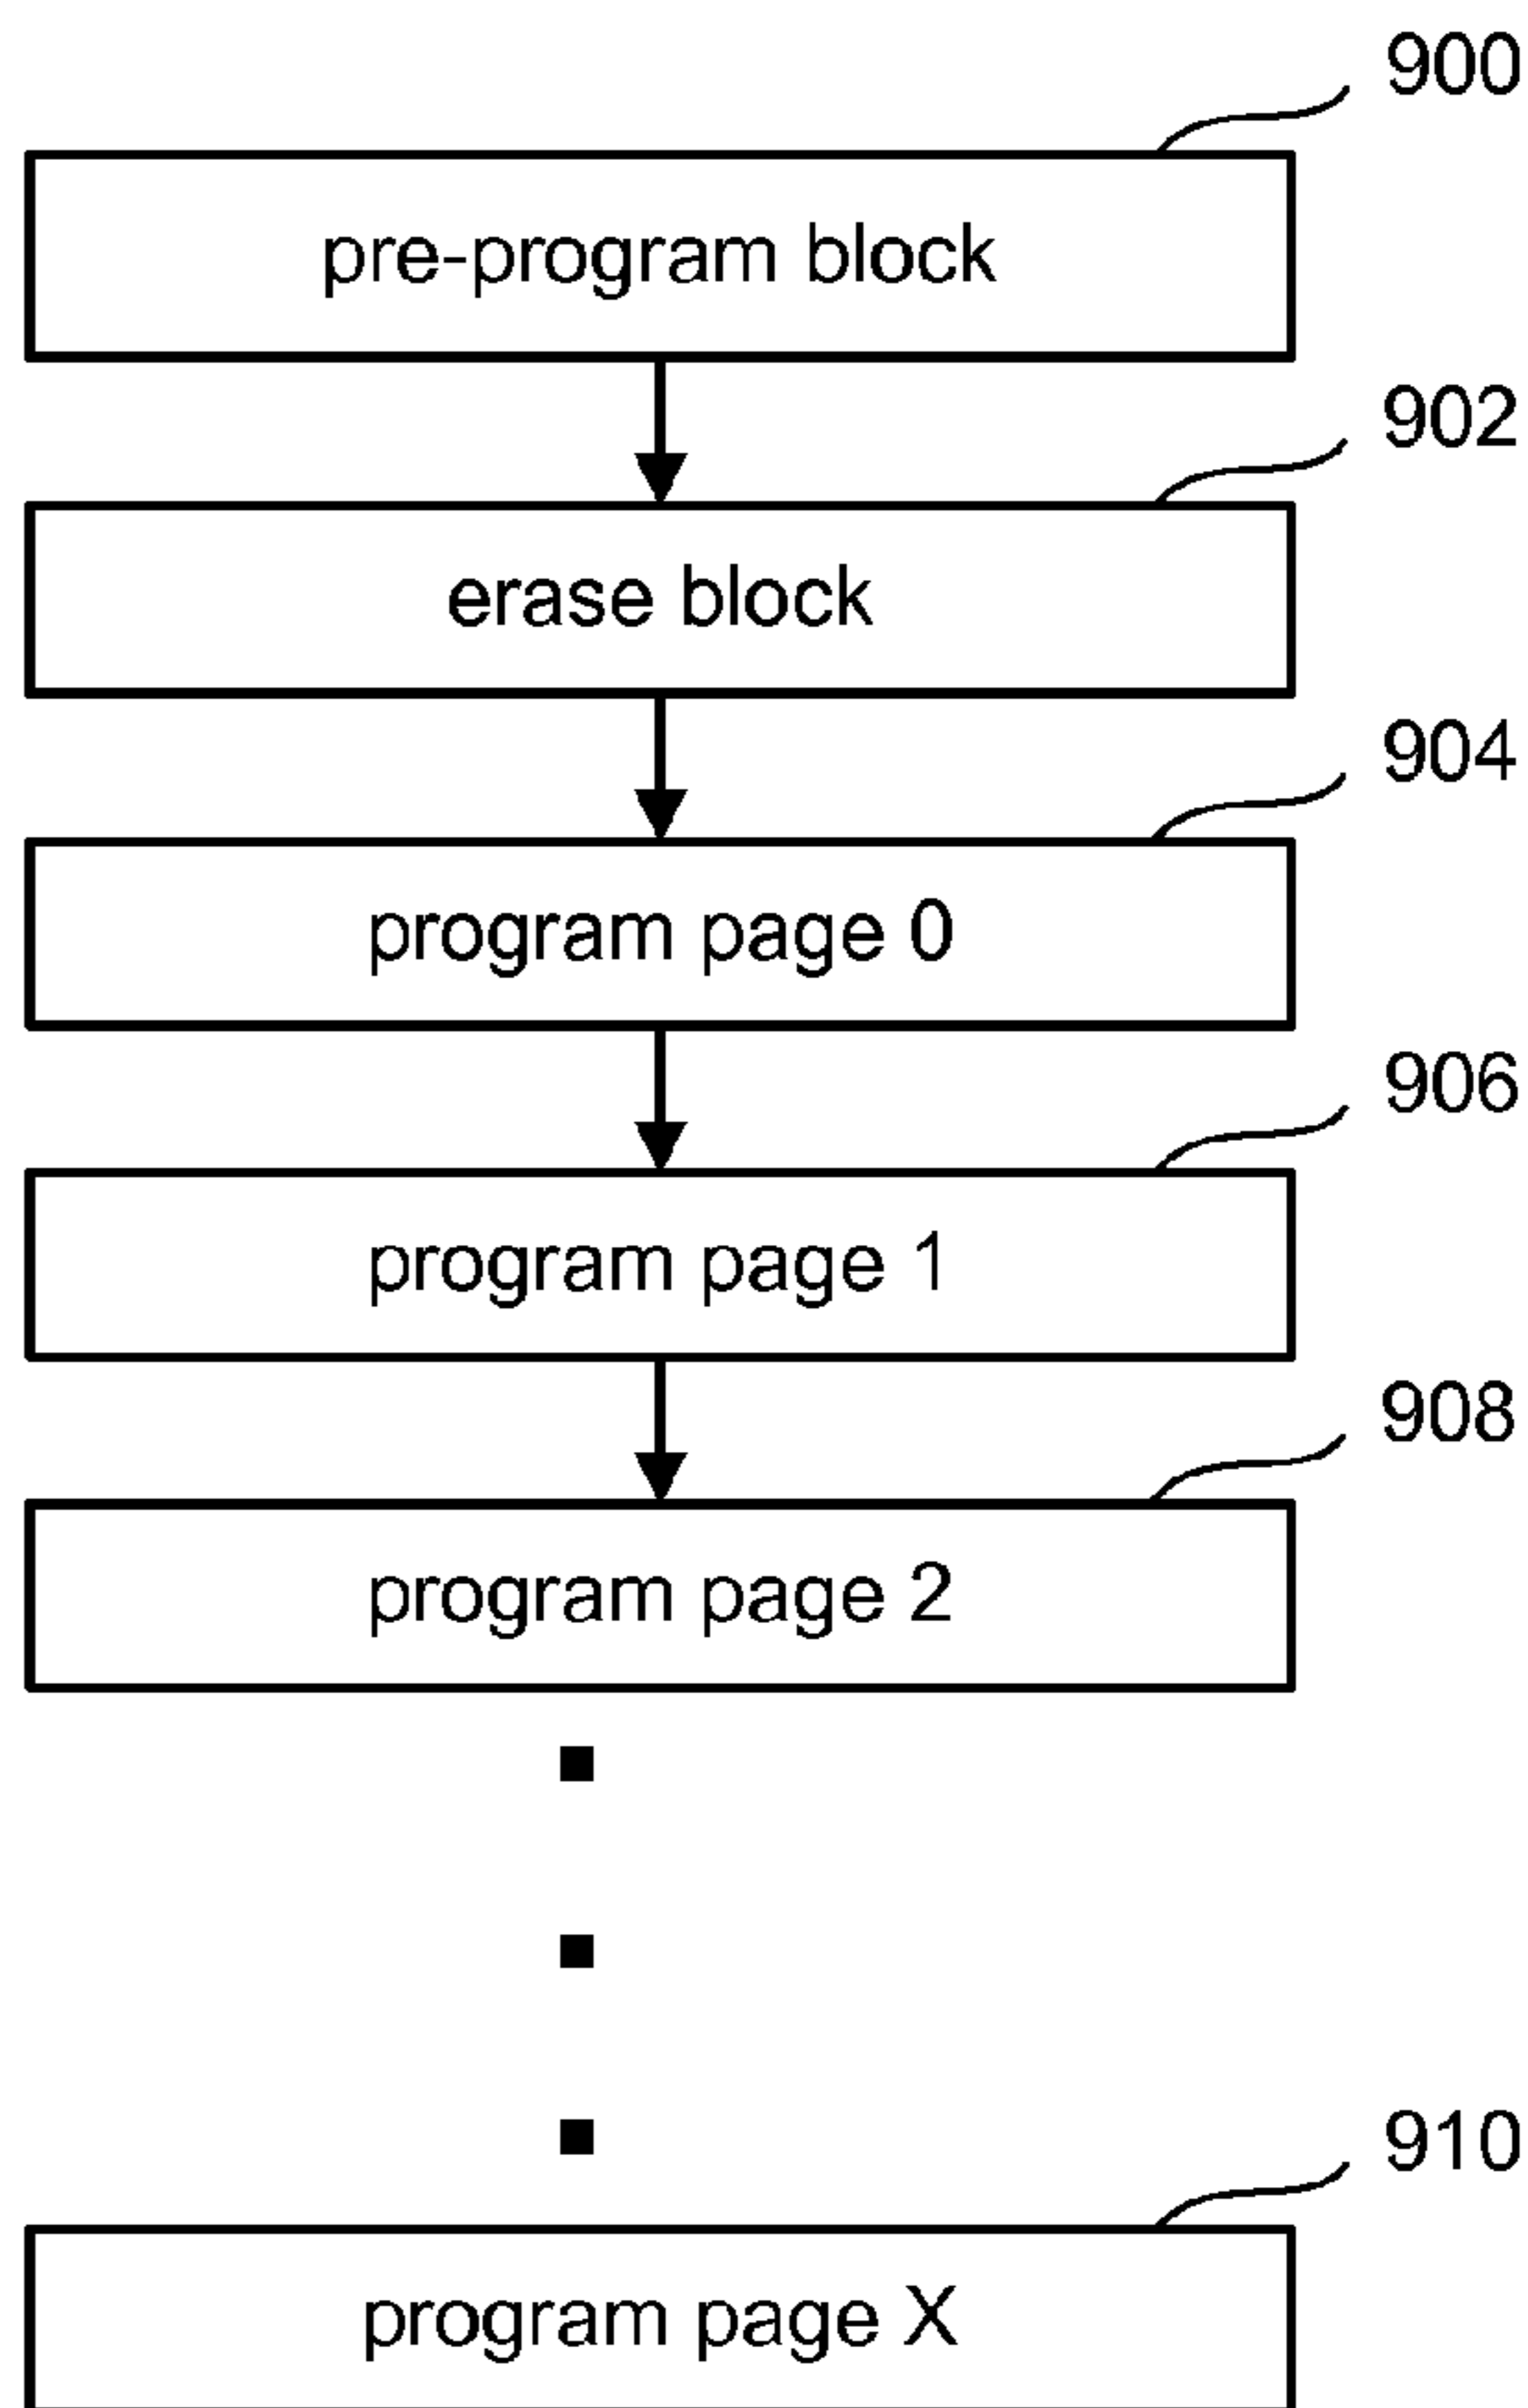 900
pre-program block
902
erase block
904
program page 0
906
program page 1
908
program page 2
910
program page X